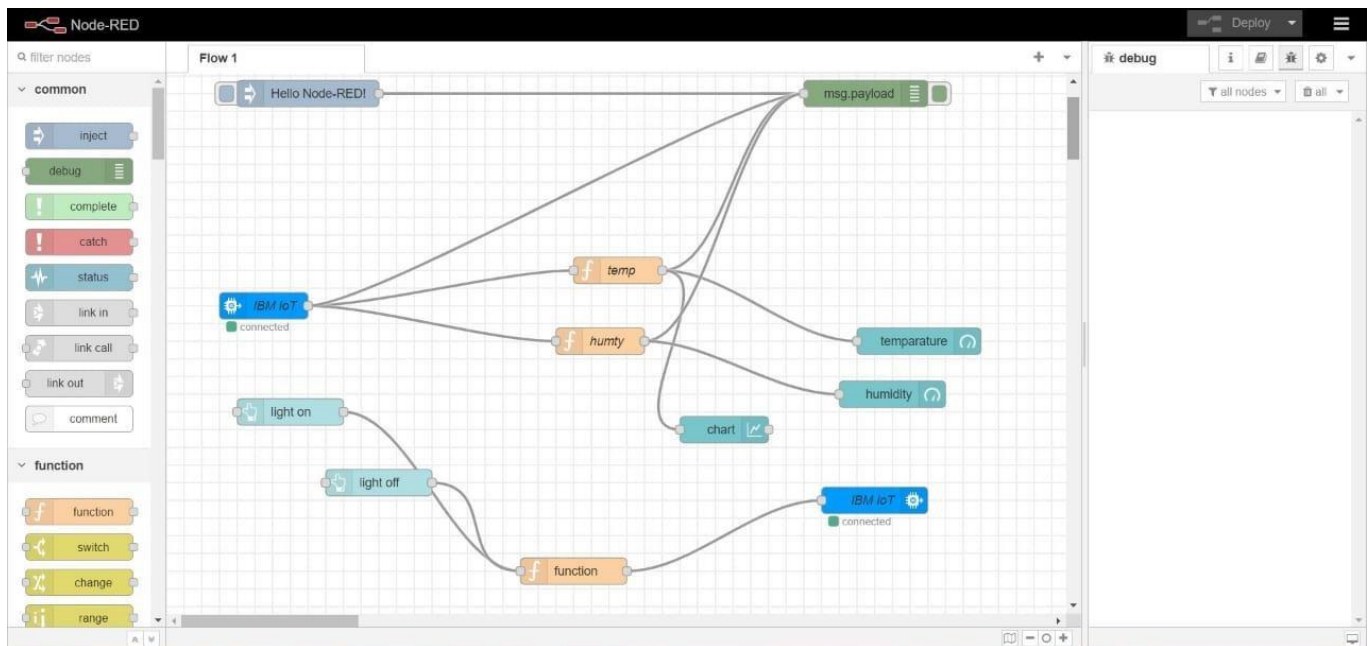 Node-RED
Deploy
filter nodes
Flow 1
debug
i
all nodes
all
common
inject
debug
complete
catch
status
link in
link call
link out
comment
function
function
switch
change
range
Hello Node-RED!
msg.payload
temp
IBM IoT
connected
humty
temparature
humidity
light on
chart
light off
IBM IoT
connected
function